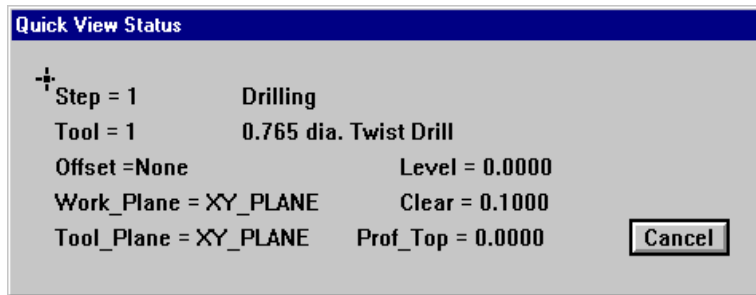 Quick View Status
Step = 1 Drilling
Tool = 1 0.765 dia. Twist Drill
Offset =None Level = 0.0000
Work_Plane = XY_PLANE Clear = 0.1000
Tool_Plane = XY_PLANE Prof_Top = 0.0000 Cancel